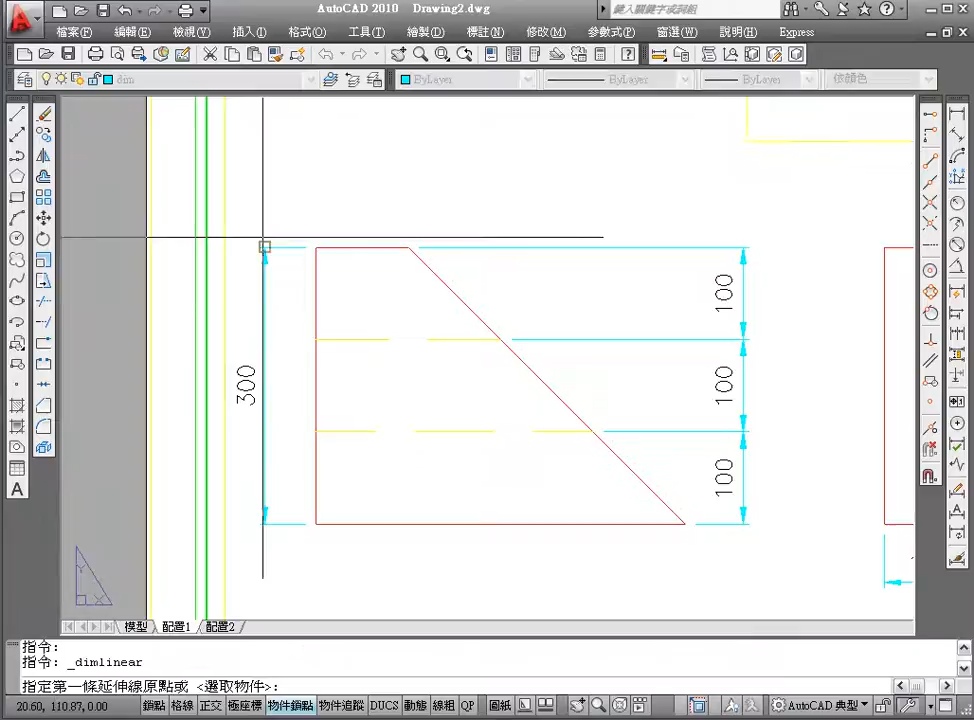 AutoCAD 2010 Drawing2.dwg
鍵入關鍵字或詞組
檔案(F) 編輯(E) 檢視(V) 插入(I) 格式(O) 工具(T) 繪製(D) 標註(N) 修改(M) 參數式(P) 視窗(W) 說明(H) Express
dim ByLayer ByLayer ByLayer 依顏色
100
300
100
100
A
A
模型 配置1 配置2
指令:
指令: _dimlinear
指定第一條延伸線原點或 <選取物件>:
20.60, 110.87, 0.00 鎖點 格線 正交 極座標 物件鎖點 物件追蹤 DUCS 動態 線粗 QP 圖紙 AutoCAD 典型